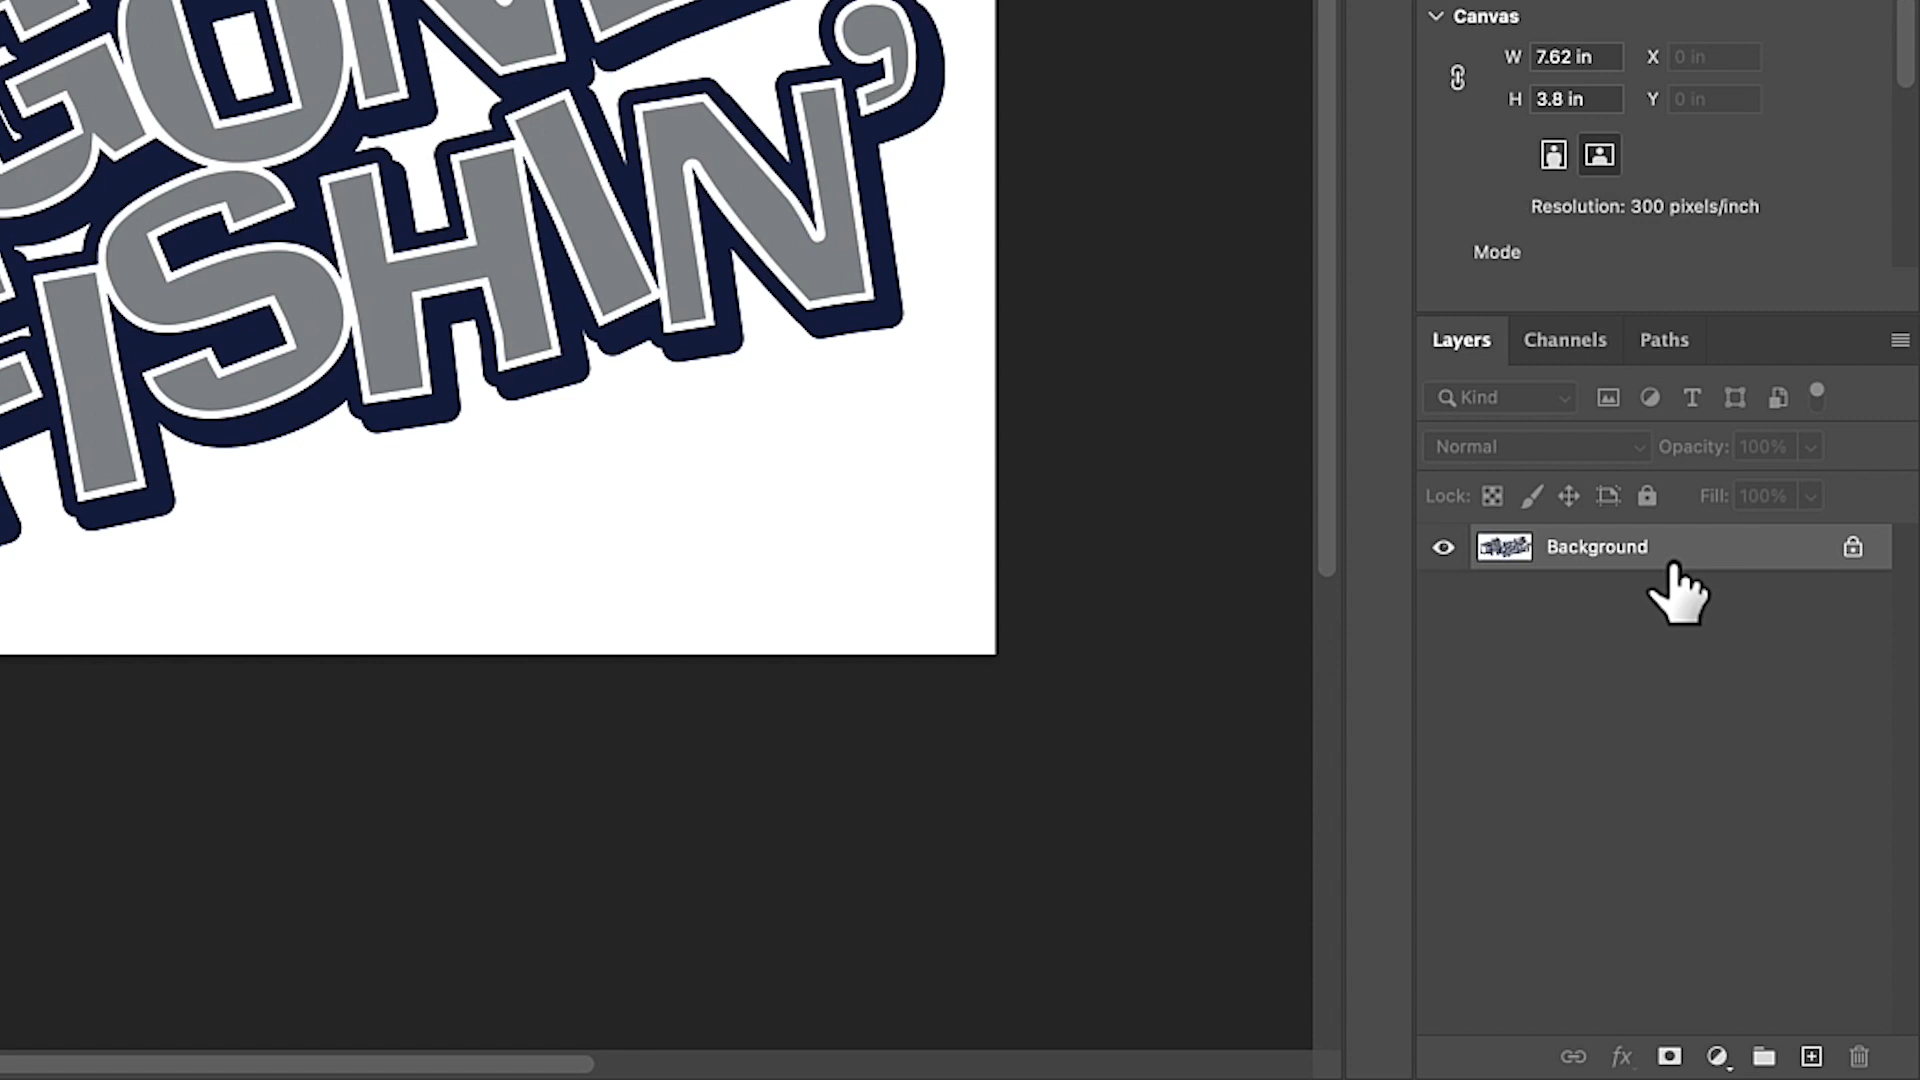 GONE
FISHIN'
Canvas
W 7.62 in X 0 in
H 3.8 in Y 0 in
Resolution: 300 pixels/inch
Mode
Layers Channels Paths
Kind
Normal Opacity: 100%
Lock: Fill: 100%
Background
fx